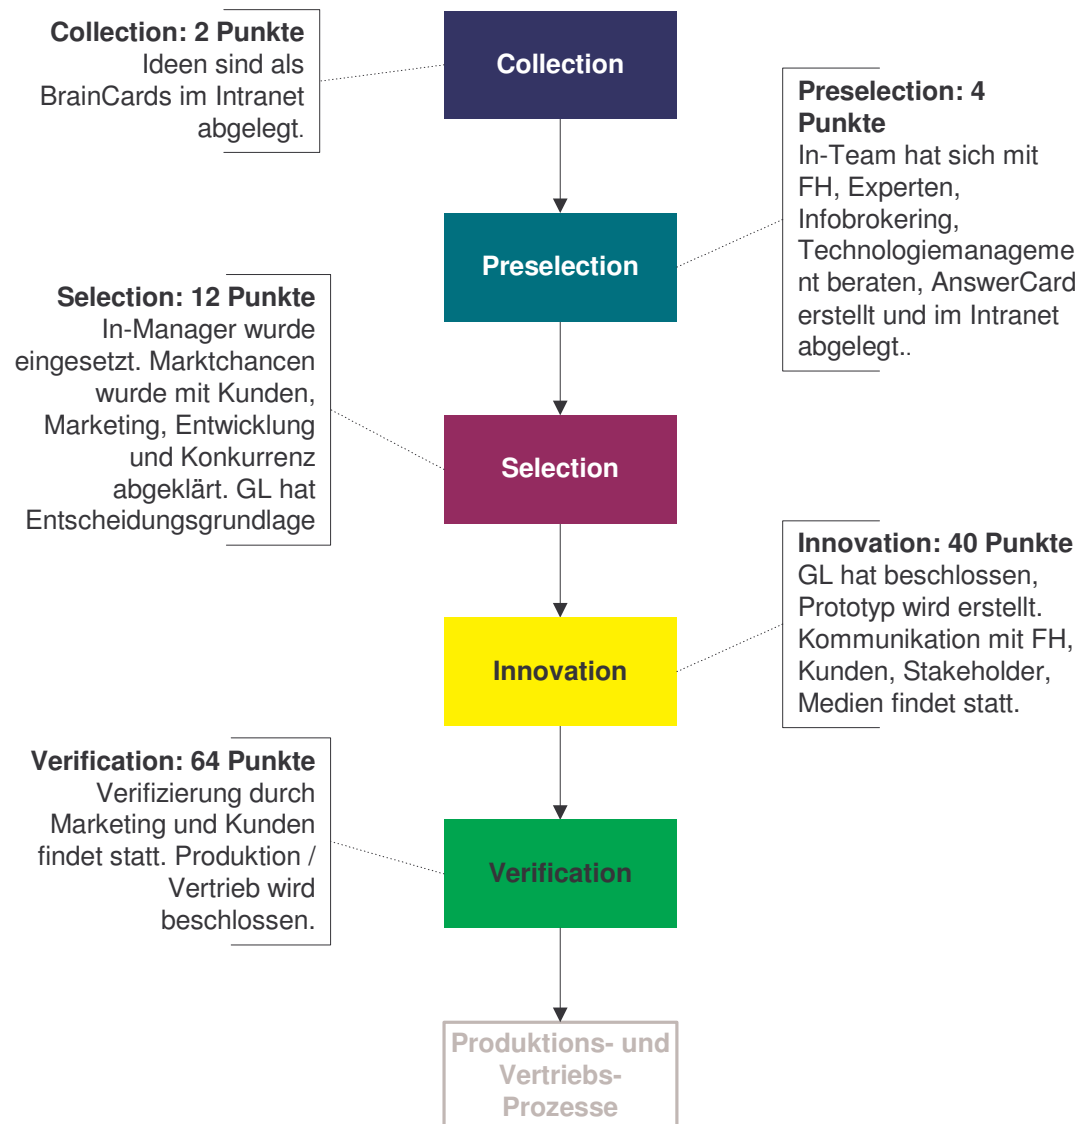 Collection: 2 Punkte
Ideen sind als
BrainCards im Intranet
abgelegt.
Collection
Preselection: 4
Punkte
In-Team hat sich mit
FH, Experten,
Infobrokering,
Technologiemanageme
nt beraten, AnswerCard
erstellt und im Intranet
abgelegt..
Preselection
Selection: 12 Punkte
In-Manager wurde
eingesetzt. Marktchancen
wurde mit Kunden,
Marketing, Entwicklung
und Konkurrenz
abgeklärt. GL hat
Entscheidungsgrundlage
Selection
Innovation: 40 Punkte
GL hat beschlossen,
Prototyp wird erstellt.
Kommunikation mit FH,
Kunden, Stakeholder,
Medien findet statt.
Innovation
Verification: 64 Punkte
Verifizierung durch
Marketing und Kunden
findet statt. Produktion /
Vertrieb wird
beschlossen.
Verification
Produktions- und
Vertriebs-
Prozesse